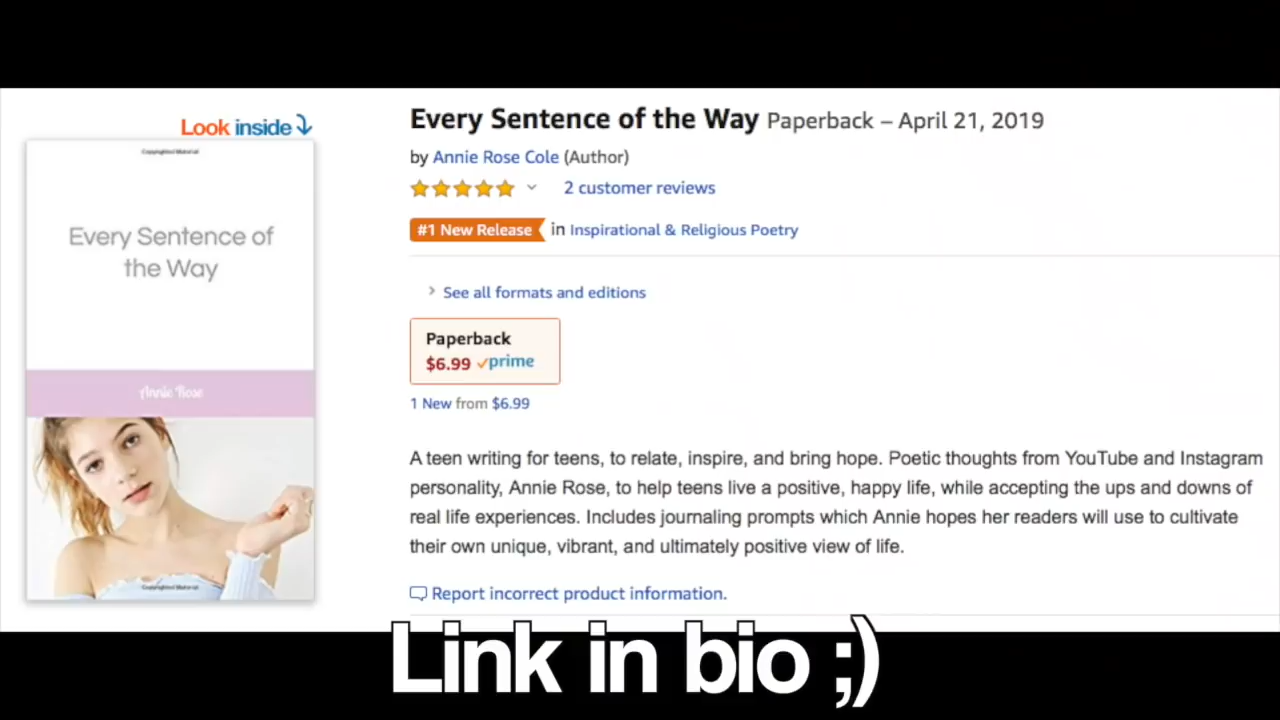 Look inside
Copyrighted Material
Every Sentence of
the Way
Annie Rose
Copyrighted Material
Every Sentence of the Way Paperback – April 21, 2019
by Annie Rose Cole (Author)
2 customer reviews
#1 New Release in Inspirational & Religious Poetry
See all formats and editions
Paperback
$6.99 prime
1 New from $6.99
A teen writing for teens, to relate, inspire, and bring hope. Poetic thoughts from YouTube and Instagram
personality, Annie Rose, to help teens live a positive, happy life, while accepting the ups and downs of
real life experiences. Includes journaling prompts which Annie hopes her readers will use to cultivate
their own unique, vibrant, and ultimately positive view of life.
Report incorrect product information.
Link in bio ;)